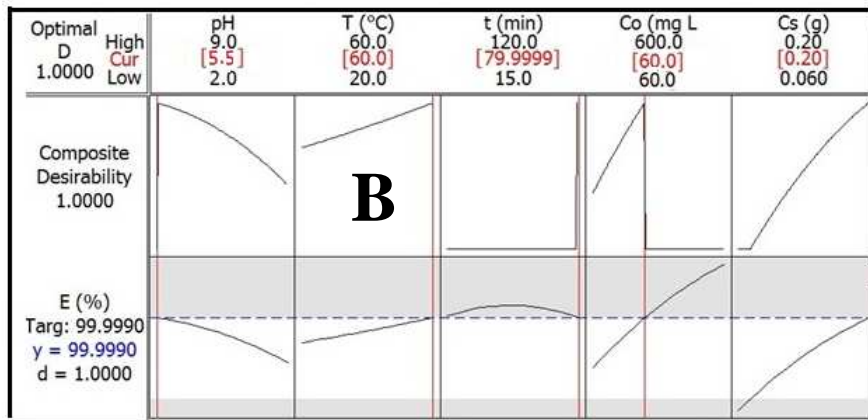 Optimal
D
1.0000
High
Cur
Low
pH
9.0
[5.5]
2.0
T (°C)
60.0
[60.0]
20.0
t (min)
120.0
[79.9999]
15.0
Co (mg L
600.0
[60.0]
60.0
Cs (g)
0.20
[0.20]
0.060
Composite
Desirability
1.0000
B
E (%)
Targ: 99.9990
y = 99.9990
d = 1.0000